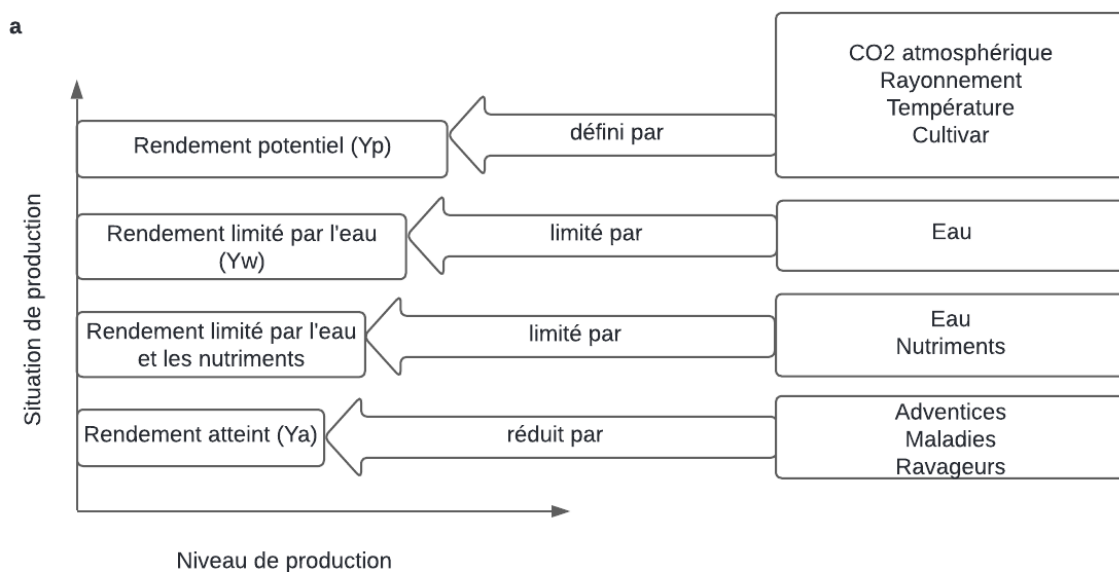 a
CO2 atmosphérique
Rayonnement
Température
Cultivar
défini par
Rendement potentiel (Yp)
Rendement limité par l'eau
(Yw)
limité par
Eau
Rendement limité par l'eau
et les nutriments
limité par
Eau
Nutriments
Rendement atteint (Ya)
réduit par
Adventices
Maladies
Ravageurs
Situation de production
Niveau de production